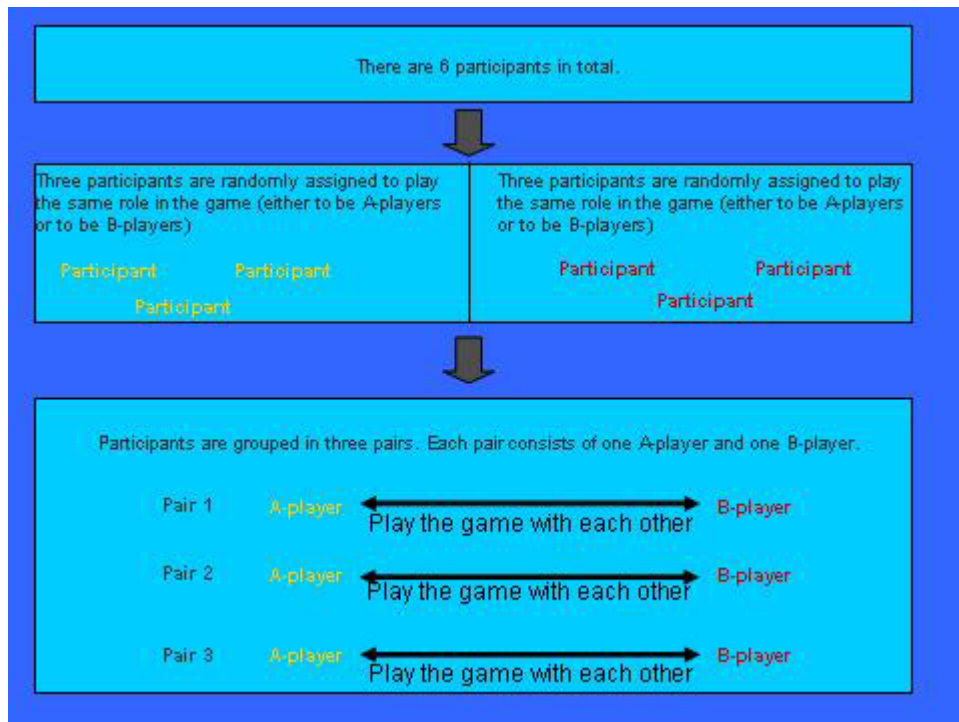 There are 6 participants in total.
Three participants are randomly assigned to play
the same role in the game (either to be A-players
or to be B-players)
Participant Participant
Participant
Three participants are randomly assigned to play
the same role in the game (either to be A-players
or to be B-players)
Participant Participant
Participant
Participants are grouped in three pairs. Each pair consists of one A-player and one B-player.
Pair 1 A-player B-player
Play the game with each other
Pair 2 A-player B-player
Play the game with each other
Pair 3 A-player B-player
Play the game with each other